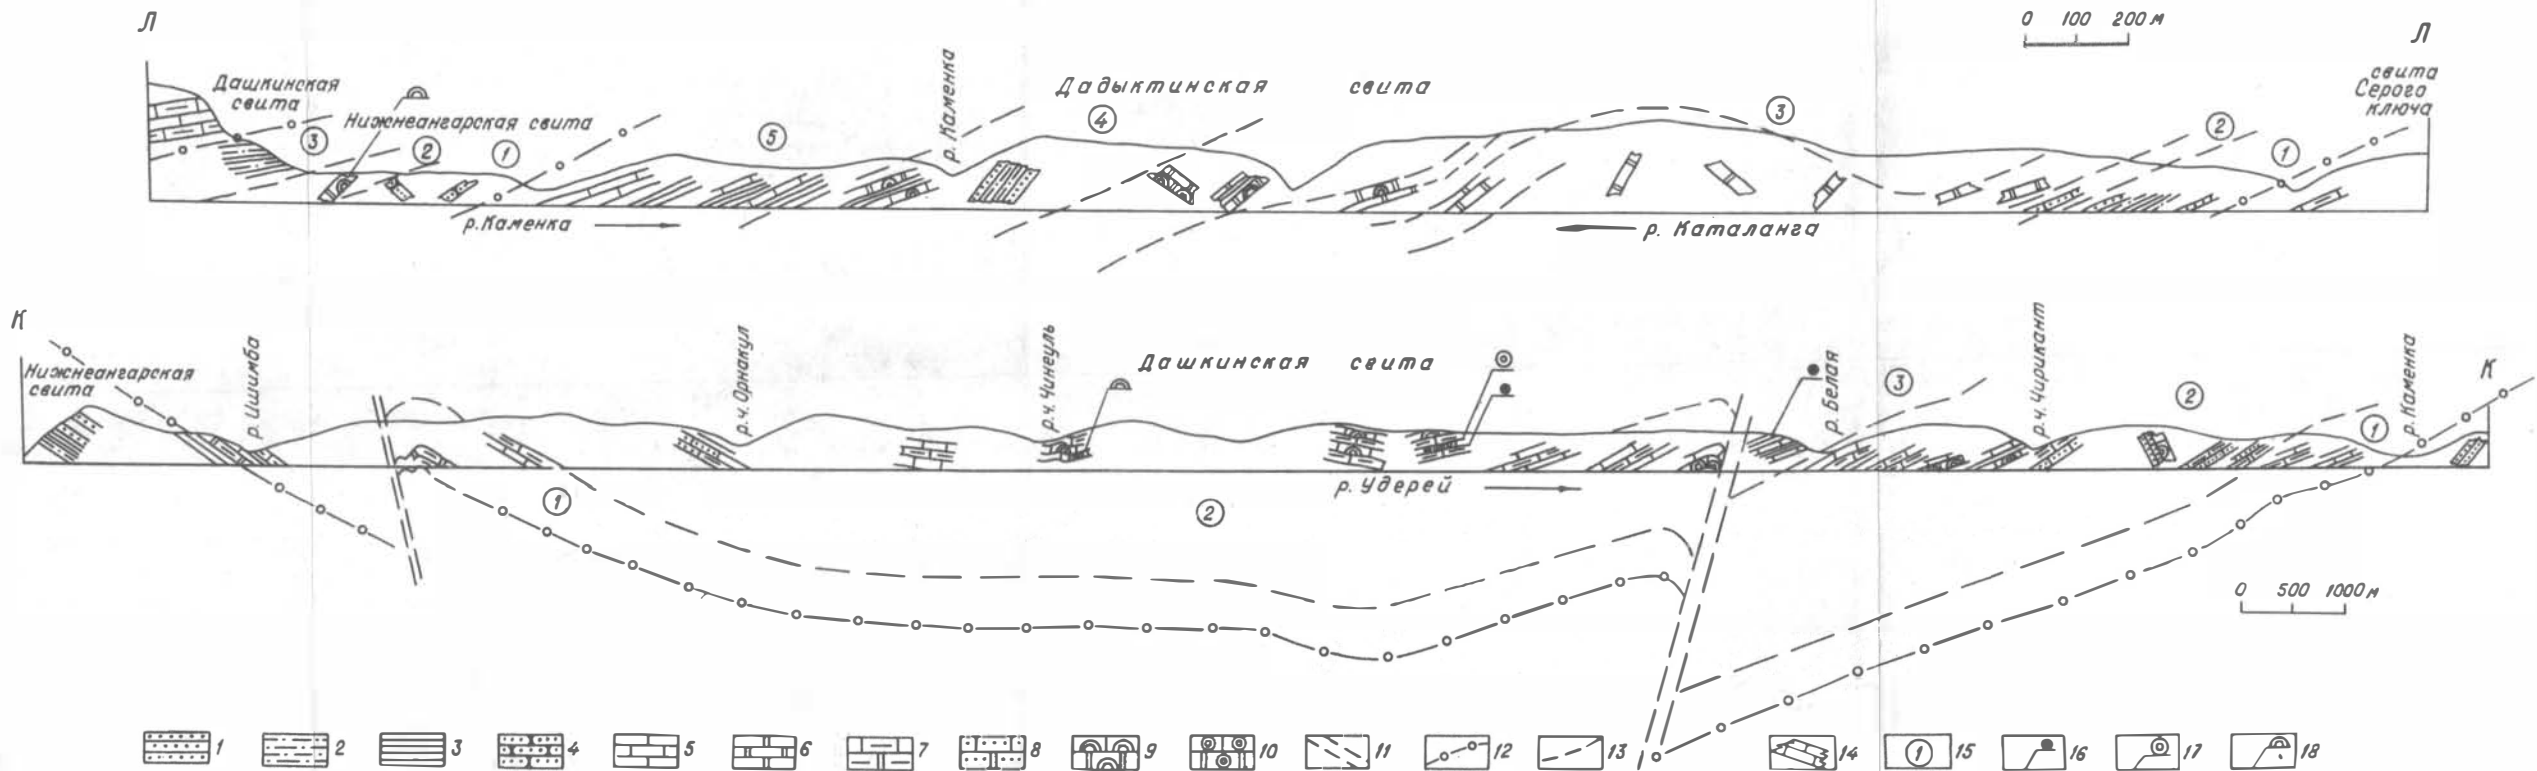 Л
Л
0 100 200 м
Дашкинская
свита
Нижнеангарская свита
р. Каменка
Дадыктинская свита
свита
Серого
ключа
③ ② ① ⑤ ④ ③ ② ①
р. Каменка
р. Каталанга
К
К
Нижнеангарская
свита
р. Ишимба
р.ч. Орнакул
р.ч. Чинеуль
Дашкинская свита
р. Белая
р.ч. Чирикант
р. Каменка
③ ② ①
р. Удерей
① ②
0 500 1000 м
1 2 3 4 5 6 7 8 9 10 11 12 13 14 ① 15 16 17 18